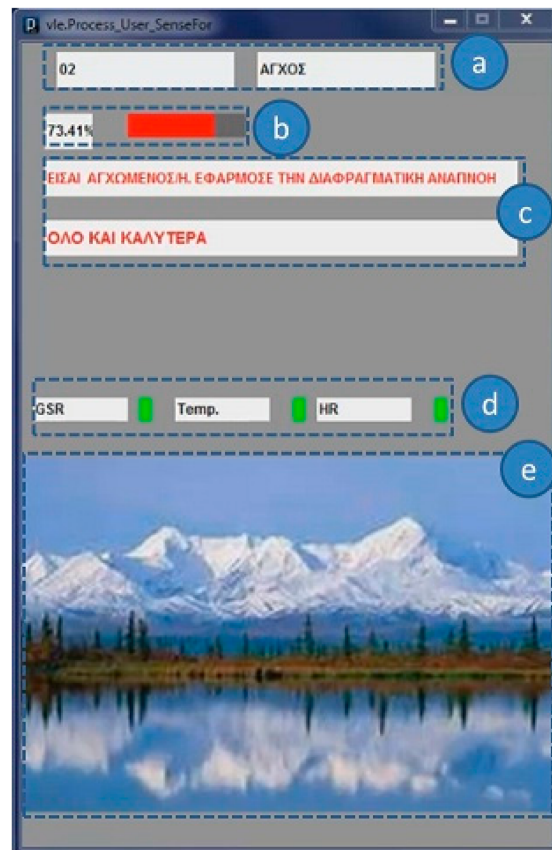 vle.Process_User_SenseFor
02 ΑΓΧΟΣ
a
73.41%
b
ΕΙΣΑΙ ΑΓΧΩΜΕΝΟΣ/Η. ΕΦΑΡΜΟΣΕ ΤΗΝ ΔΙΑΦΡΑΓΜΑΤΙΚΗ ΑΝΑΠΝΟΗ
c
ΟΛΟ ΚΑΙ ΚΑΛΥΤΕΡΑ
GSR Temp. HR
d
e